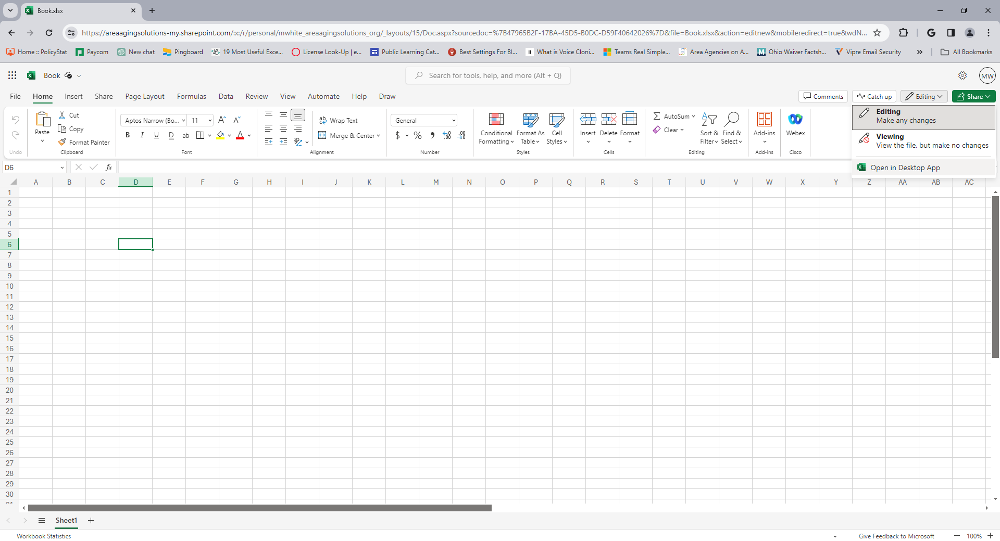 Book.xlsx
https://areaagingsolutions-my.sharepoint.com/:x:/r/personal/mwhite_areaagingsolutions_org/_layouts/15/Doc.aspx?sourcedoc=%7B47965B2F-17BA-45D5-B0DC-D59F40642026%7D&file=Book.xlsx&action=editnew&mobileredirect=true&wdN...
Home :: PolicyStat Paycom New chat Pingboard 19 Most Useful Exce... License Look-Up | e... Public Learning Cat... Best Settings For Bl... What is Voice Cloni... Teams Real Simple... Area Agencies on A... Ohio Waiver Factsh... Vipre Email Security » All Bookmarks
Book Search for tools, help, and more (Alt + Q) MW
File Home Insert Share Page Layout Formulas Data Review View Automate Help Draw Comments Catch up Editing Share
Editing
Make any changes
Viewing
View the file, but make no changes
Open in Desktop App
Undo
Paste
Cut
Copy
Format Painter
Clipboard
Aptos Narrow (Bo... 11 A A
B I U D ab A
Font
Wrap Text
Merge & Center
Alignment
General
$ % 9 .00 .00
Number
Conditional Formatting
Format As Table
Cell Styles
Styles
Insert Delete Format
Cells
AutoSum
Clear
Sort & Filter
Find & Select
Editing
Add-ins
Add-ins
Webex
Cisco
D6 fx
A B C D E F G H I J K L M N O P Q R S T U V W X Y Z AA AB AC
1
2
3
4
5
6
7
8
9
10
11
12
13
14
15
16
17
18
19
20
21
22
23
24
25
26
27
28
29
30
Sheet1
Workbook Statistics Give Feedback to Microsoft 100%